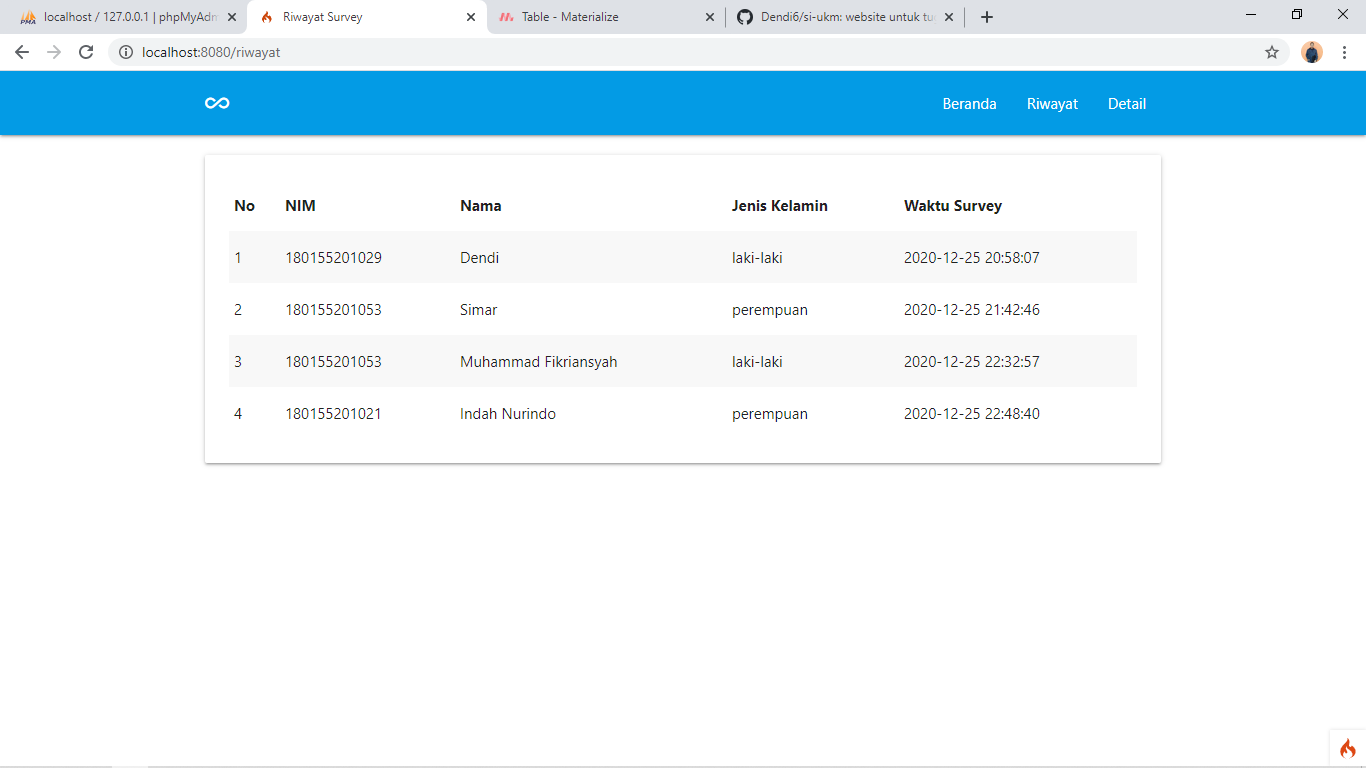 localhost / 127.0.0.1 | phpMyAdm
Riwayat Survey
Table - Materialize
Dendi6/si-ukm: website untuk tu
localhost:8080/riwayat
Beranda Riwayat Detail
No NIM Nama Jenis Kelamin Waktu Survey
1 180155201029 Dendi laki-laki 2020-12-25 20:58:07
2 180155201053 Simar perempuan 2020-12-25 21:42:46
3 180155201053 Muhammad Fikriansyah laki-laki 2020-12-25 22:32:57
4 180155201021 Indah Nurindo perempuan 2020-12-25 22:48:40